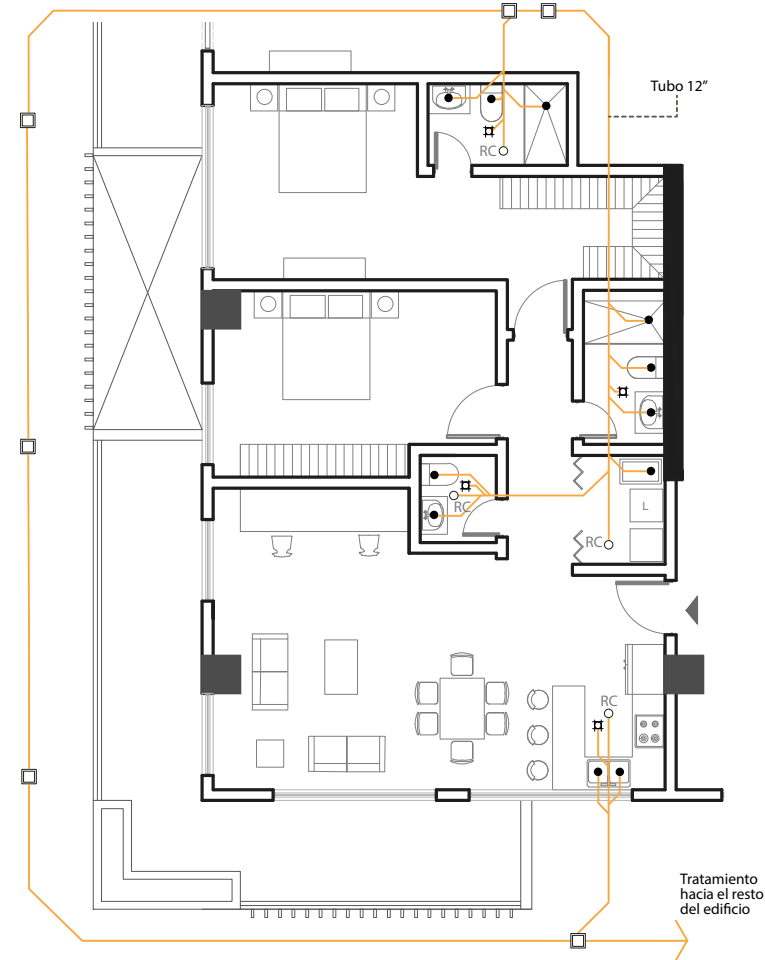 Tubo 12”
RC
RC
L
RC
RC
Tratamiento
hacia el resto
del edificio